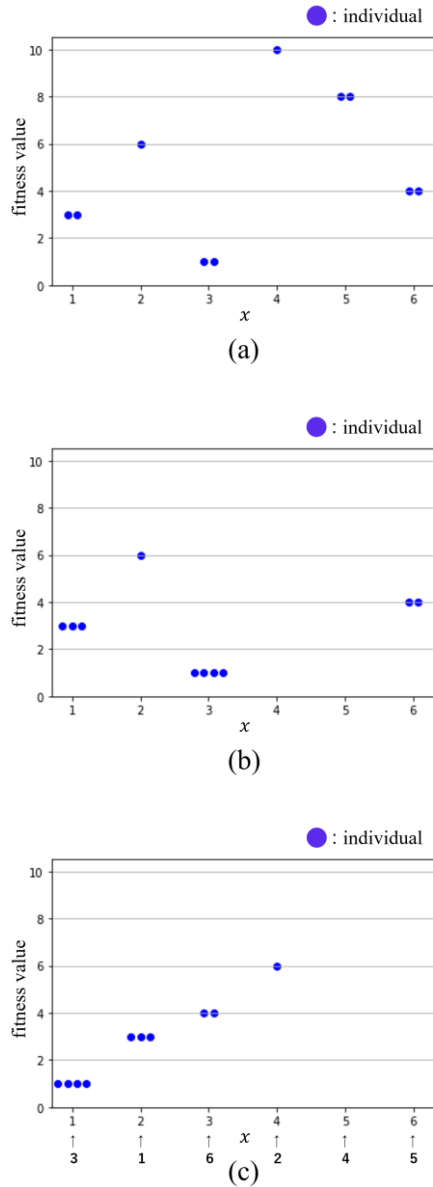 : individual
10
8
6
4
2
0
fitness value
1 2 3 4 5 6
x
(a)
: individual
10
8
6
4
2
0
fitness value
1 2 3 4 5 6
x
(b)
: individual
10
8
6
4
2
0
fitness value
1 2 3 4 5 6
x
↑ ↑ ↑ ↑ ↑ ↑
3 1 6 2 4 5
(c)